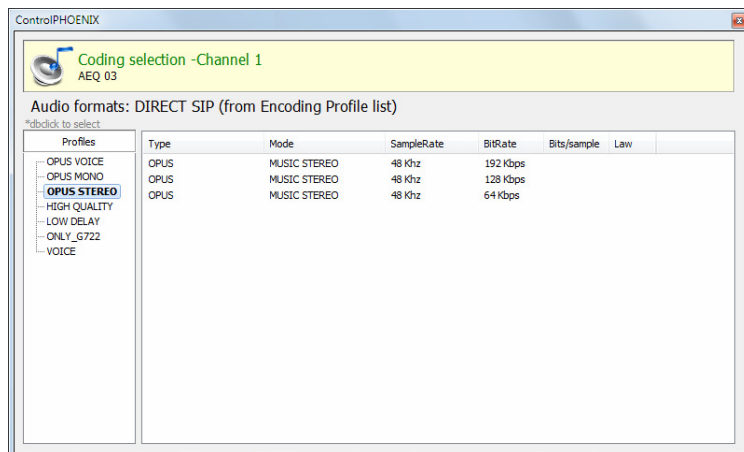 ControlPHOENIX
Coding selection -Channel 1
AEQ 03
Audio formats: DIRECT SIP (from Encoding Profile list)
*dbclick to select
Profiles
OPUS VOICE
OPUS MONO
OPUS STEREO
HIGH QUALITY
LOW DELAY
ONLY_G722
VOICE
Type Mode SampleRate BitRate Bits/sample Law
OPUS MUSIC STEREO 48 Khz 192 Kbps
OPUS MUSIC STEREO 48 Khz 128 Kbps
OPUS MUSIC STEREO 48 Khz 64 Kbps